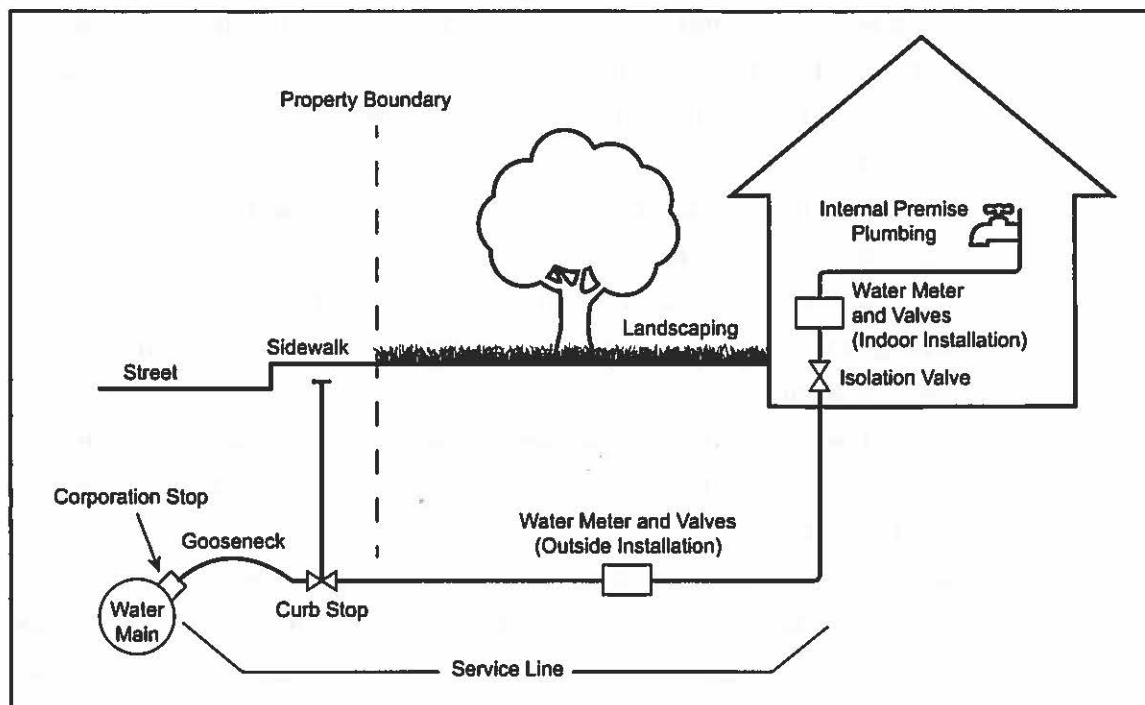 Property Boundary
Internal Premise
Plumbing
Water Meter
and Valves
(Indoor Installation)
Isolation Valve
Landscaping
Sidewalk
Street
Corporation Stop
Gooseneck
Water Meter and Valves
(Outside Installation)
Curb Stop
Water
Main
Service Line